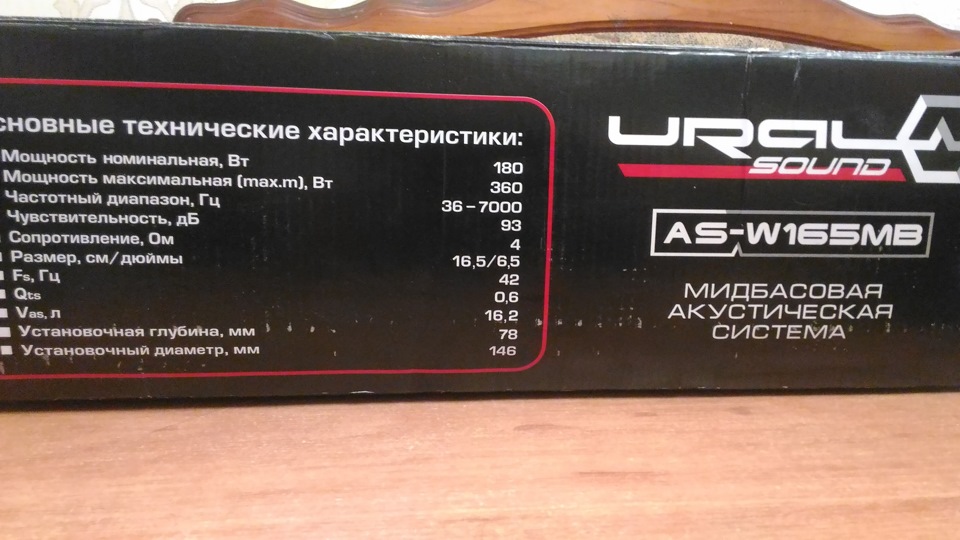 сновные технические характеристики:
Мощность номинальная, Вт 180
Мощность максимальная (max.m), Вт 360
Частотный диапазон, Гц 36–7000
Чувствительность, дБ 93
Сопротивление, Ом 4
Размер, см/дюймы 16,5/6,5
Fs, Гц 42
Qts 0,6
Vas, л 16,2
Установочная глубина, мм 78
Установочный диаметр, мм 146
URAL
SOUND
AS-W165MB
МИДБАСОВАЯ
АКУСТИЧЕСКАЯ
СИСТЕМА